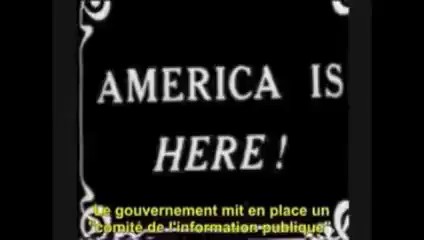 AMERICA IS
HERE!
Le gouvernement mit en place un
"comité de l'information publique"